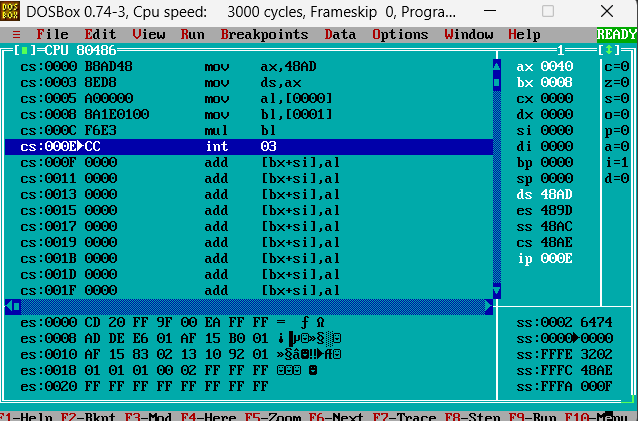 DOSBox 0.74-3, Cpu speed: 3000 cycles, Frameskip 0, Progra...
≡ File Edit View Run Breakpoints Data Options Window Help READY
[■]=CPU 80486 1 [↕]
cs:0000 B8AD48 mov ax,48AD ax 0040 c=0
cs:0003 8ED8 mov ds,ax bx 0008 z=0
cs:0005 A00000 mov al,[0000] cx 0000 s=0
cs:0008 8A1E0100 mov bl,[0001] dx 0000 o=0
cs:000C F6E3 mul bl si 0000 p=0
cs:000E►CC int 03 di 0000 a=0
cs:000F 0000 add [bx+si],al bp 0000 i=1
cs:0011 0000 add [bx+si],al sp 0000 d=0
cs:0013 0000 add [bx+si],al ds 48AD
cs:0015 0000 add [bx+si],al es 489D
cs:0017 0000 add [bx+si],al ss 48AC
cs:0019 0000 add [bx+si],al cs 48AE
cs:001B 0000 add [bx+si],al ip 000E
cs:001D 0000 add [bx+si],al
cs:001F 0000 add [bx+si],al
es:0000 CD 20 FF 9F 00 EA FF FF = ƒ Ω ss:0002 6474
es:0008 AD DE E6 01 AF 15 B0 01 ss:0000►0000
es:0010 AF 15 83 02 13 10 92 01 ss:FFFE 3202
es:0018 01 01 01 00 02 FF FF FF ss:FFFC 48AE
es:0020 FF FF FF FF FF FF FF FF ss:FFFA 000F
F1-Help F2-Bkpt F3-Mod F4-Here F5-Zoom F6-Next F7-Trace F8-Step F9-Run F10-Menu